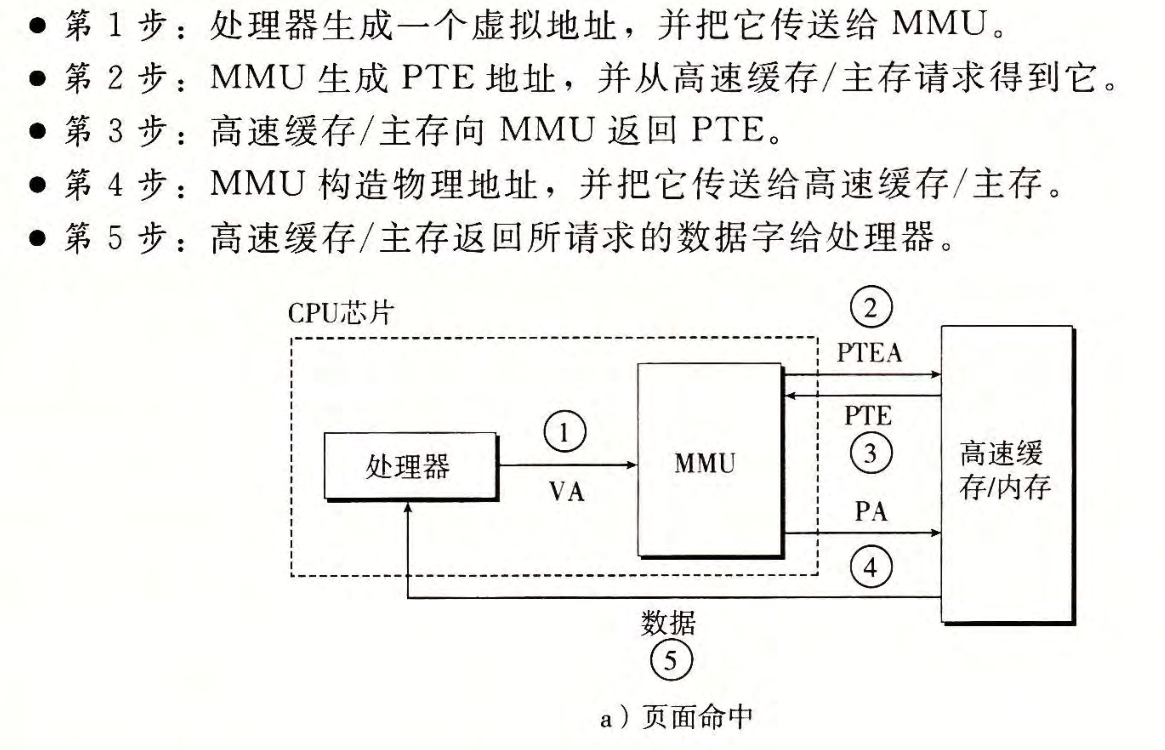 ● 第 1 步：处理器生成一个虚拟地址，并把它传送给 MMU。
● 第 2 步：MMU 生成 PTE 地址，并从高速缓存/主存请求得到它。
● 第 3 步：高速缓存/主存向 MMU 返回 PTE。
● 第 4 步：MMU 构造物理地址，并把它传送给高速缓存/主存。
● 第 5 步：高速缓存/主存返回所请求的数据字给处理器。
CPU芯片
②
PTEA
①
处理器
VA
MMU
PTE
③
高速缓
存/内存
PA
④
数据
⑤
a）页面命中